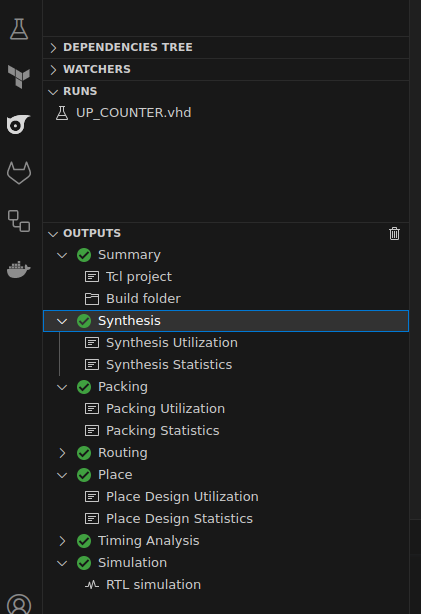 DEPENDENCIES TREE
WATCHERS
RUNS
UP_COUNTER.vhd
OUTPUTS
Summary
Tcl project
Build folder
Synthesis
Synthesis Utilization
Synthesis Statistics
Packing
Packing Utilization
Packing Statistics
Routing
Place
Place Design Utilization
Place Design Statistics
Timing Analysis
Simulation
RTL simulation